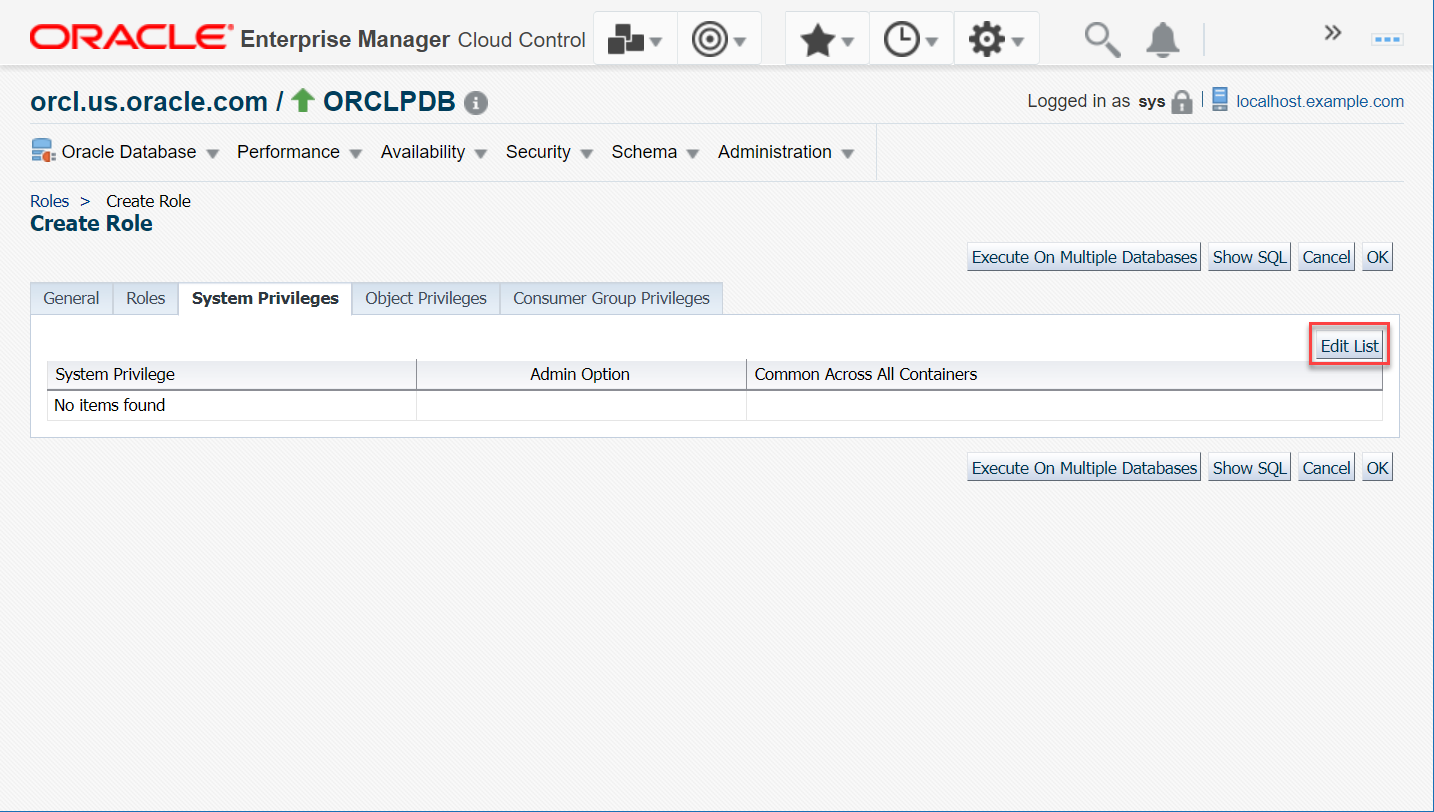 ORACLE Enterprise Manager Cloud Control
orcl.us.oracle.com / ORCLPDB
Logged in as sys localhost.example.com
Oracle Database Performance Availability Security Schema Administration
Roles > Create Role
Create Role
Execute On Multiple Databases Show SQL Cancel OK
General Roles System Privileges Object Privileges Consumer Group Privileges
Edit List
System Privilege Admin Option Common Across All Containers
No items found
Execute On Multiple Databases Show SQL Cancel OK